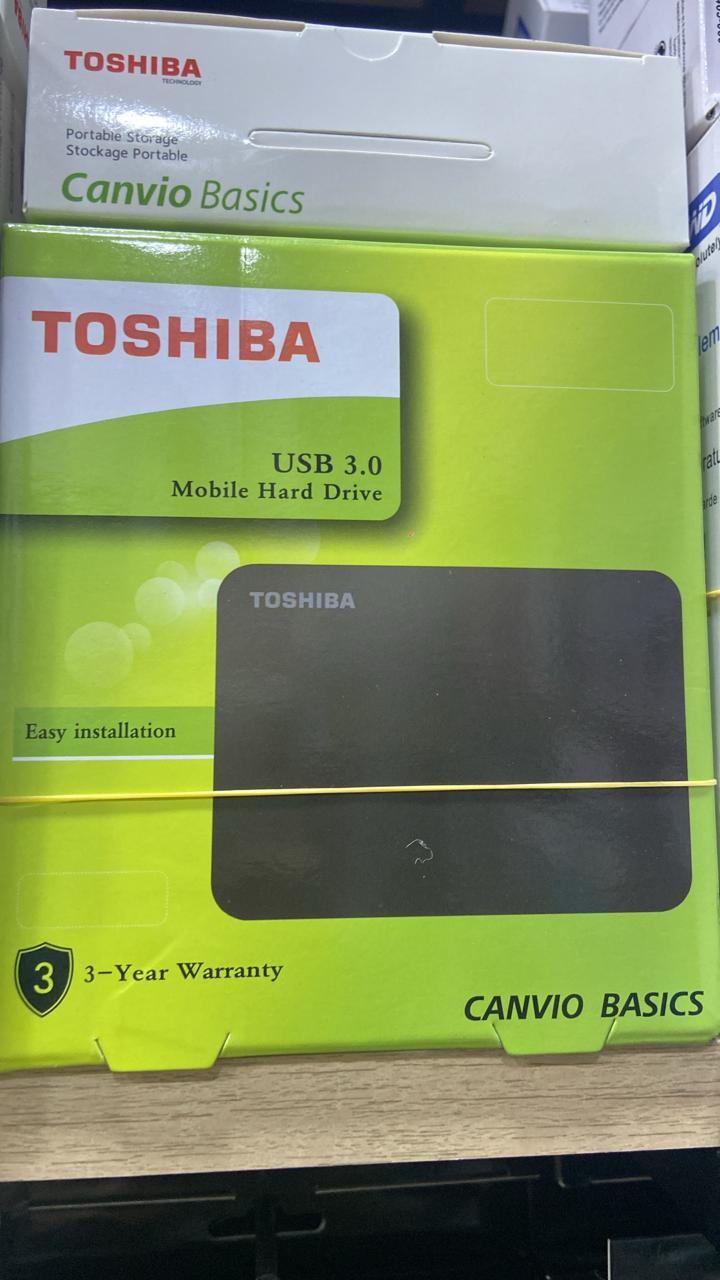 TOSHIBA
TECHNOLOGY
Portable Storage
Stockage Portable
Canvio Basics
TOSHIBA
USB 3.0
Mobile Hard Drive
TOSHIBA
Easy installation
3
3-Year Warranty
CANVIO BASICS
WD